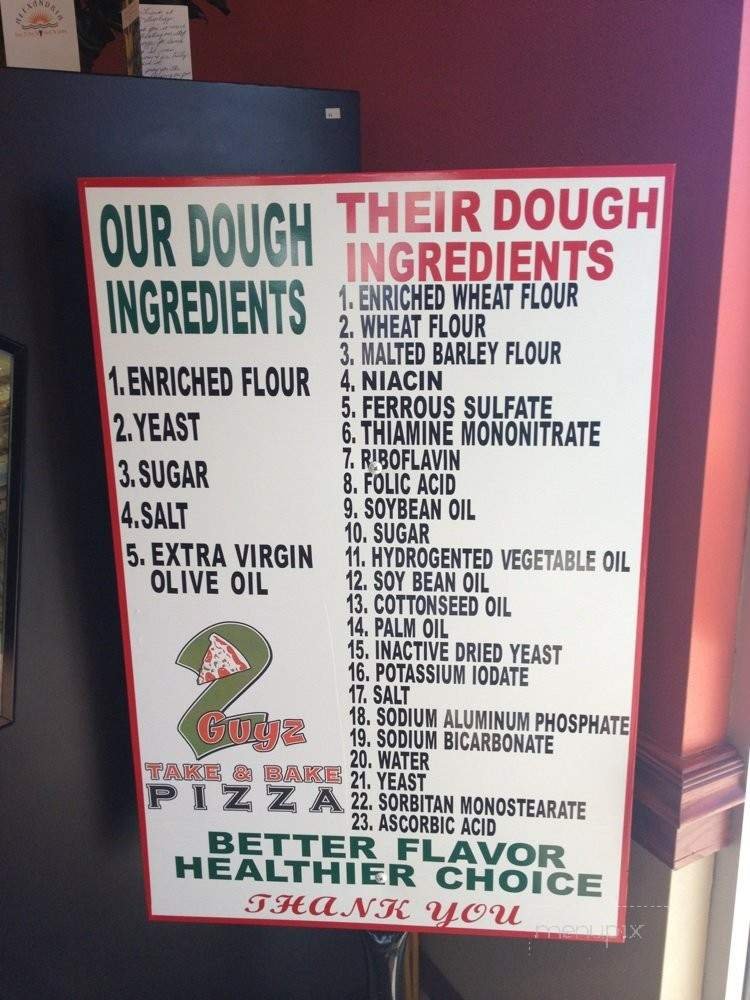 ALEXANDRIA
OUR DOUGH
INGREDIENTS
1. ENRICHED FLOUR
2. YEAST
3. SUGAR
4. SALT
5. EXTRA VIRGIN
OLIVE OIL
2
Guyz
TAKE & BAKE
PIZZA
THEIR DOUGH
INGREDIENTS
1. ENRICHED WHEAT FLOUR
2. WHEAT FLOUR
3. MALTED BARLEY FLOUR
4. NIACIN
5. FERROUS SULFATE
6. THIAMINE MONONITRATE
7. RIBOFLAVIN
8. FOLIC ACID
9. SOYBEAN OIL
10. SUGAR
11. HYDROGENTED VEGETABLE OIL
12. SOY BEAN OIL
13. COTTONSEED OIL
14. PALM OIL
15. INACTIVE DRIED YEAST
16. POTASSIUM IODATE
17. SALT
18. SODIUM ALUMINUM PHOSPHATE
19. SODIUM BICARBONATE
20. WATER
21. YEAST
22. SORBITAN MONOSTEARATE
23. ASCORBIC ACID
BETTER FLAVOR
HEALTHIER CHOICE
THANK YOU
menupix